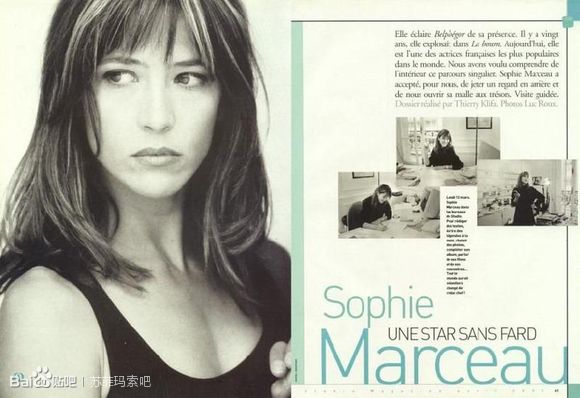 Elle éclaire Belphégor de sa présence. Il y a vingt
ans, elle explosait dans La boum. Aujourd'hui, elle
est l'une des actrices françaises les plus populaires
dans le monde. Nous avons voulu comprendre de
l'intérieur ce parcours singulier. Sophie Marceau a
accepté, pour nous, de jeter un regard en arrière et
de nous ouvrir sa malle aux trésors. Visite guidée.
Dossier réalisé par Thierry Klifa. Photos Luc Roux.
Lundi 12 mars,
Sophie
Marceau dans
les bureaux
de Studio
Pour rédiger
des textes,
écrire des
légendes à la
des photos,
compléter son
album, parler
de ses films
et de ses
rencontres...
Tout le
monde aurait
volontiers
changé de
rédac chef !
Sophie
UNE STAR SANS FARD
Marceau
Studio Magazine avril 2001
Bai贴吧 | 苏菲玛索吧